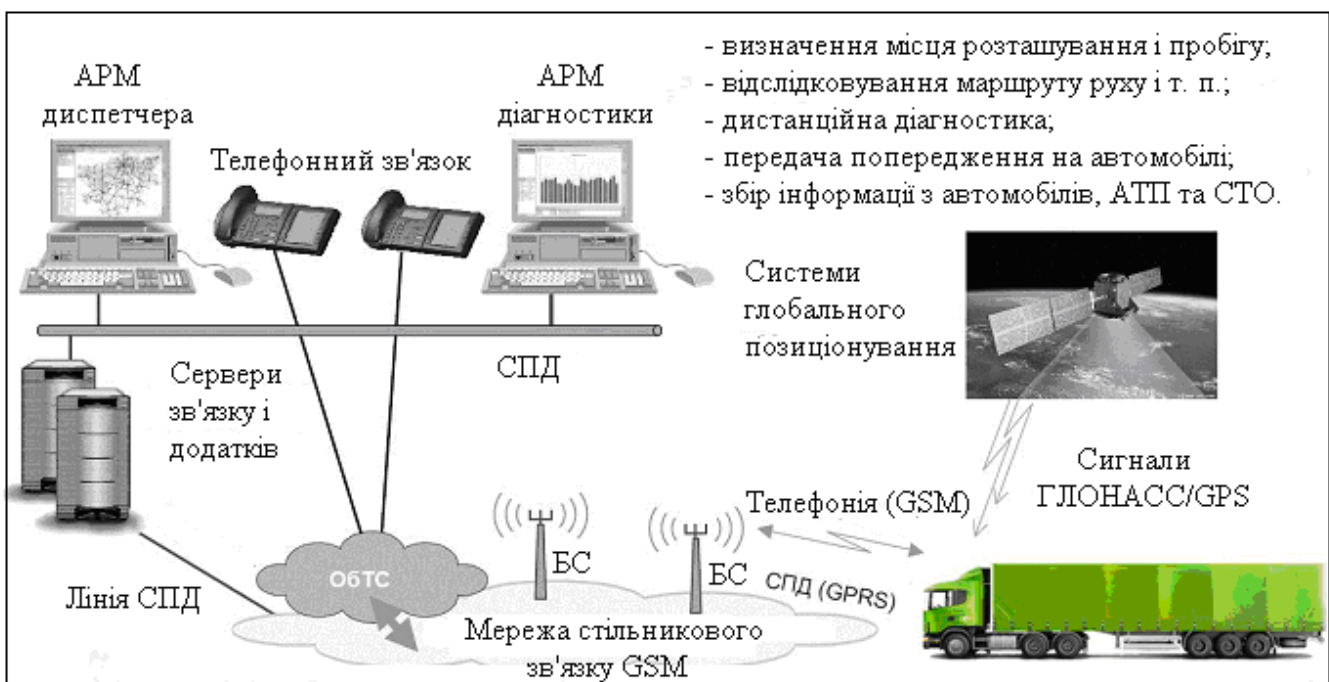 АРМ
диспетчера
АРМ
діагностики
Телефонний зв'язок
- визначення місця розташування і пробігу;
- відслідковування маршруту руху і т. п.;
- дистанційна діагностика;
- передача попередження на автомобілі;
- збір інформації з автомобілів, АТП та СТО.
Системи
глобального
позиціонування
СПД
Сервери
зв'язку і
додатків
Сигнали
ГЛОНАСС/GPS
Телефонія (GSM)
БС
БС
СПД (GPRS)
ОбТС
Лінія СПД
Мережа стільникового
зв'язку GSM